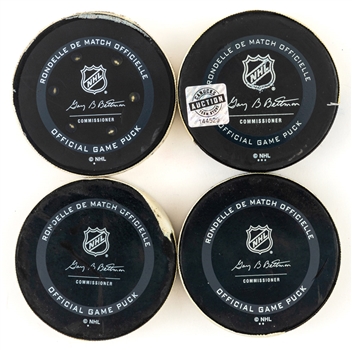 RONDELLE DE MATCH OFFICIELLE
NHL
Gary B Bettman
COMMISSIONER
OFFICIAL GAME PUCK
© NHL
RONDELLE DE MATCH OFFICIELLE
NHL
AUCTION
Gary B Bettman
COMMISSIONER
OFFICIAL GAME PUCK
© NHL
RONDELLE DE MATCH OFFICIELLE
NHL
Gary B Bettman
COMMISSIONER
OFFICIAL GAME PUCK
© NHL
RONDELLE DE MATCH OFFICIELLE
NHL
Gary B Bettman
COMMISSIONER
OFFICIAL GAME PUCK
© NHL